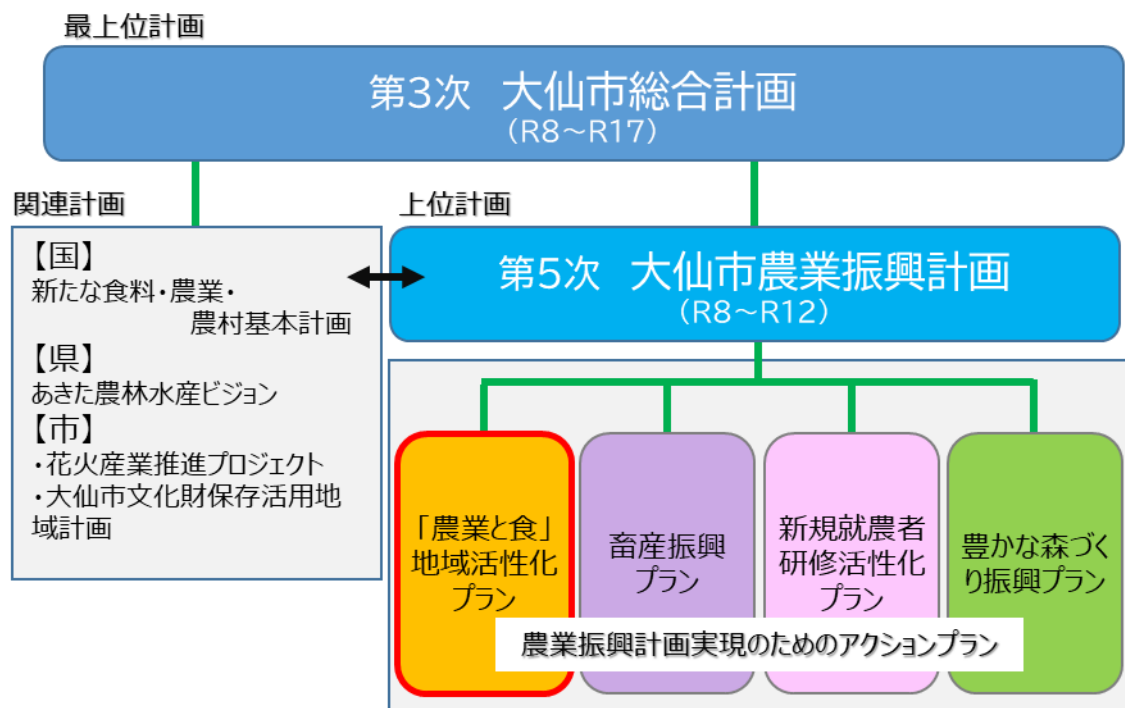 最上位計画
第3次 大仙市総合計画
(R8～R17)
関連計画
【国】
新たな食料・農業・
農村基本計画
【県】
あきた農林水産ビジョン
【市】
・花火産業推進プロジェクト
・大仙市文化財保存活用地
域計画
上位計画
第5次 大仙市農業振興計画
(R8～R12)
「農業と食」
地域活性化
プラン
畜産振興
プラン
新規就農者
研修活性化
プラン
豊かな森づく
り振興プラン
農業振興計画実現のためのアクションプラン